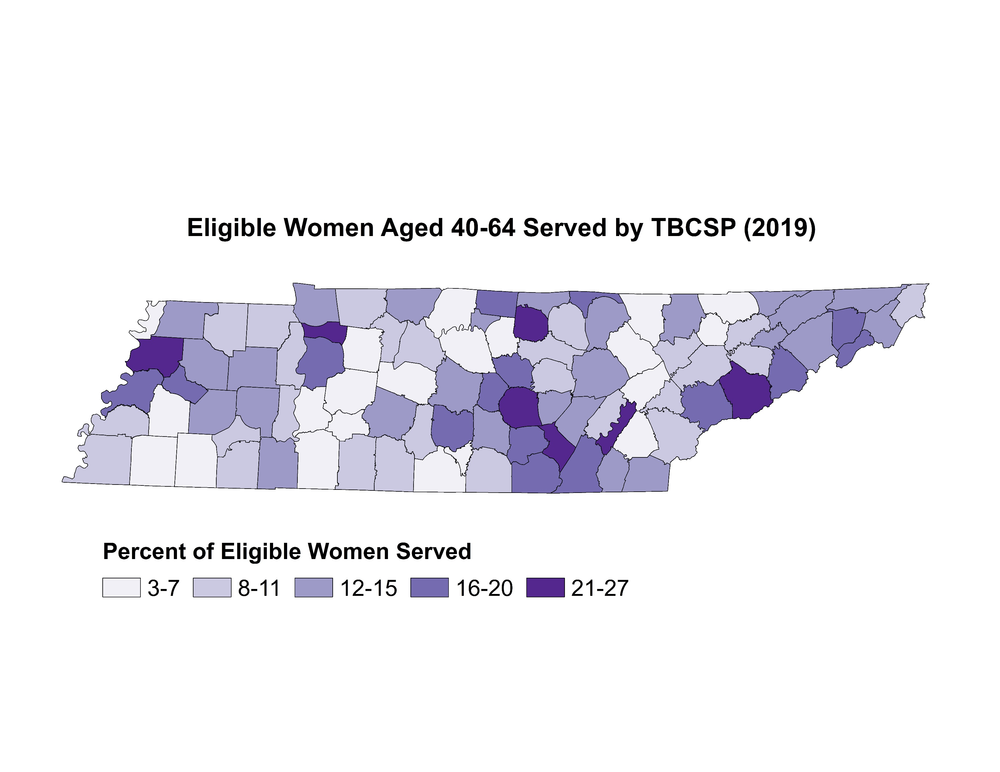 Eligible Women Aged 40-64 Served by TBCSP (2019)
Percent of Eligible Women Served
3-7 8-11 12-15 16-20 21-27